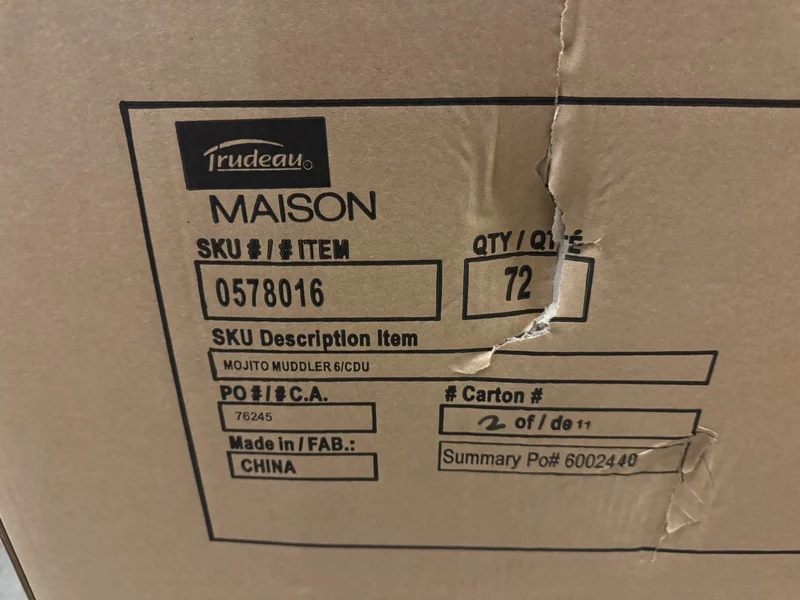 Trudeau
MAISON
SKU # / # ITEM QTY / QTÉ
0578016 72
SKU Description Item
MOJITO MUDDLER 6/CDU
PO # / # C.A. # Carton #
76245 2 of / de 11
Made in / FAB.: Summary Po# 6002440
CHINA